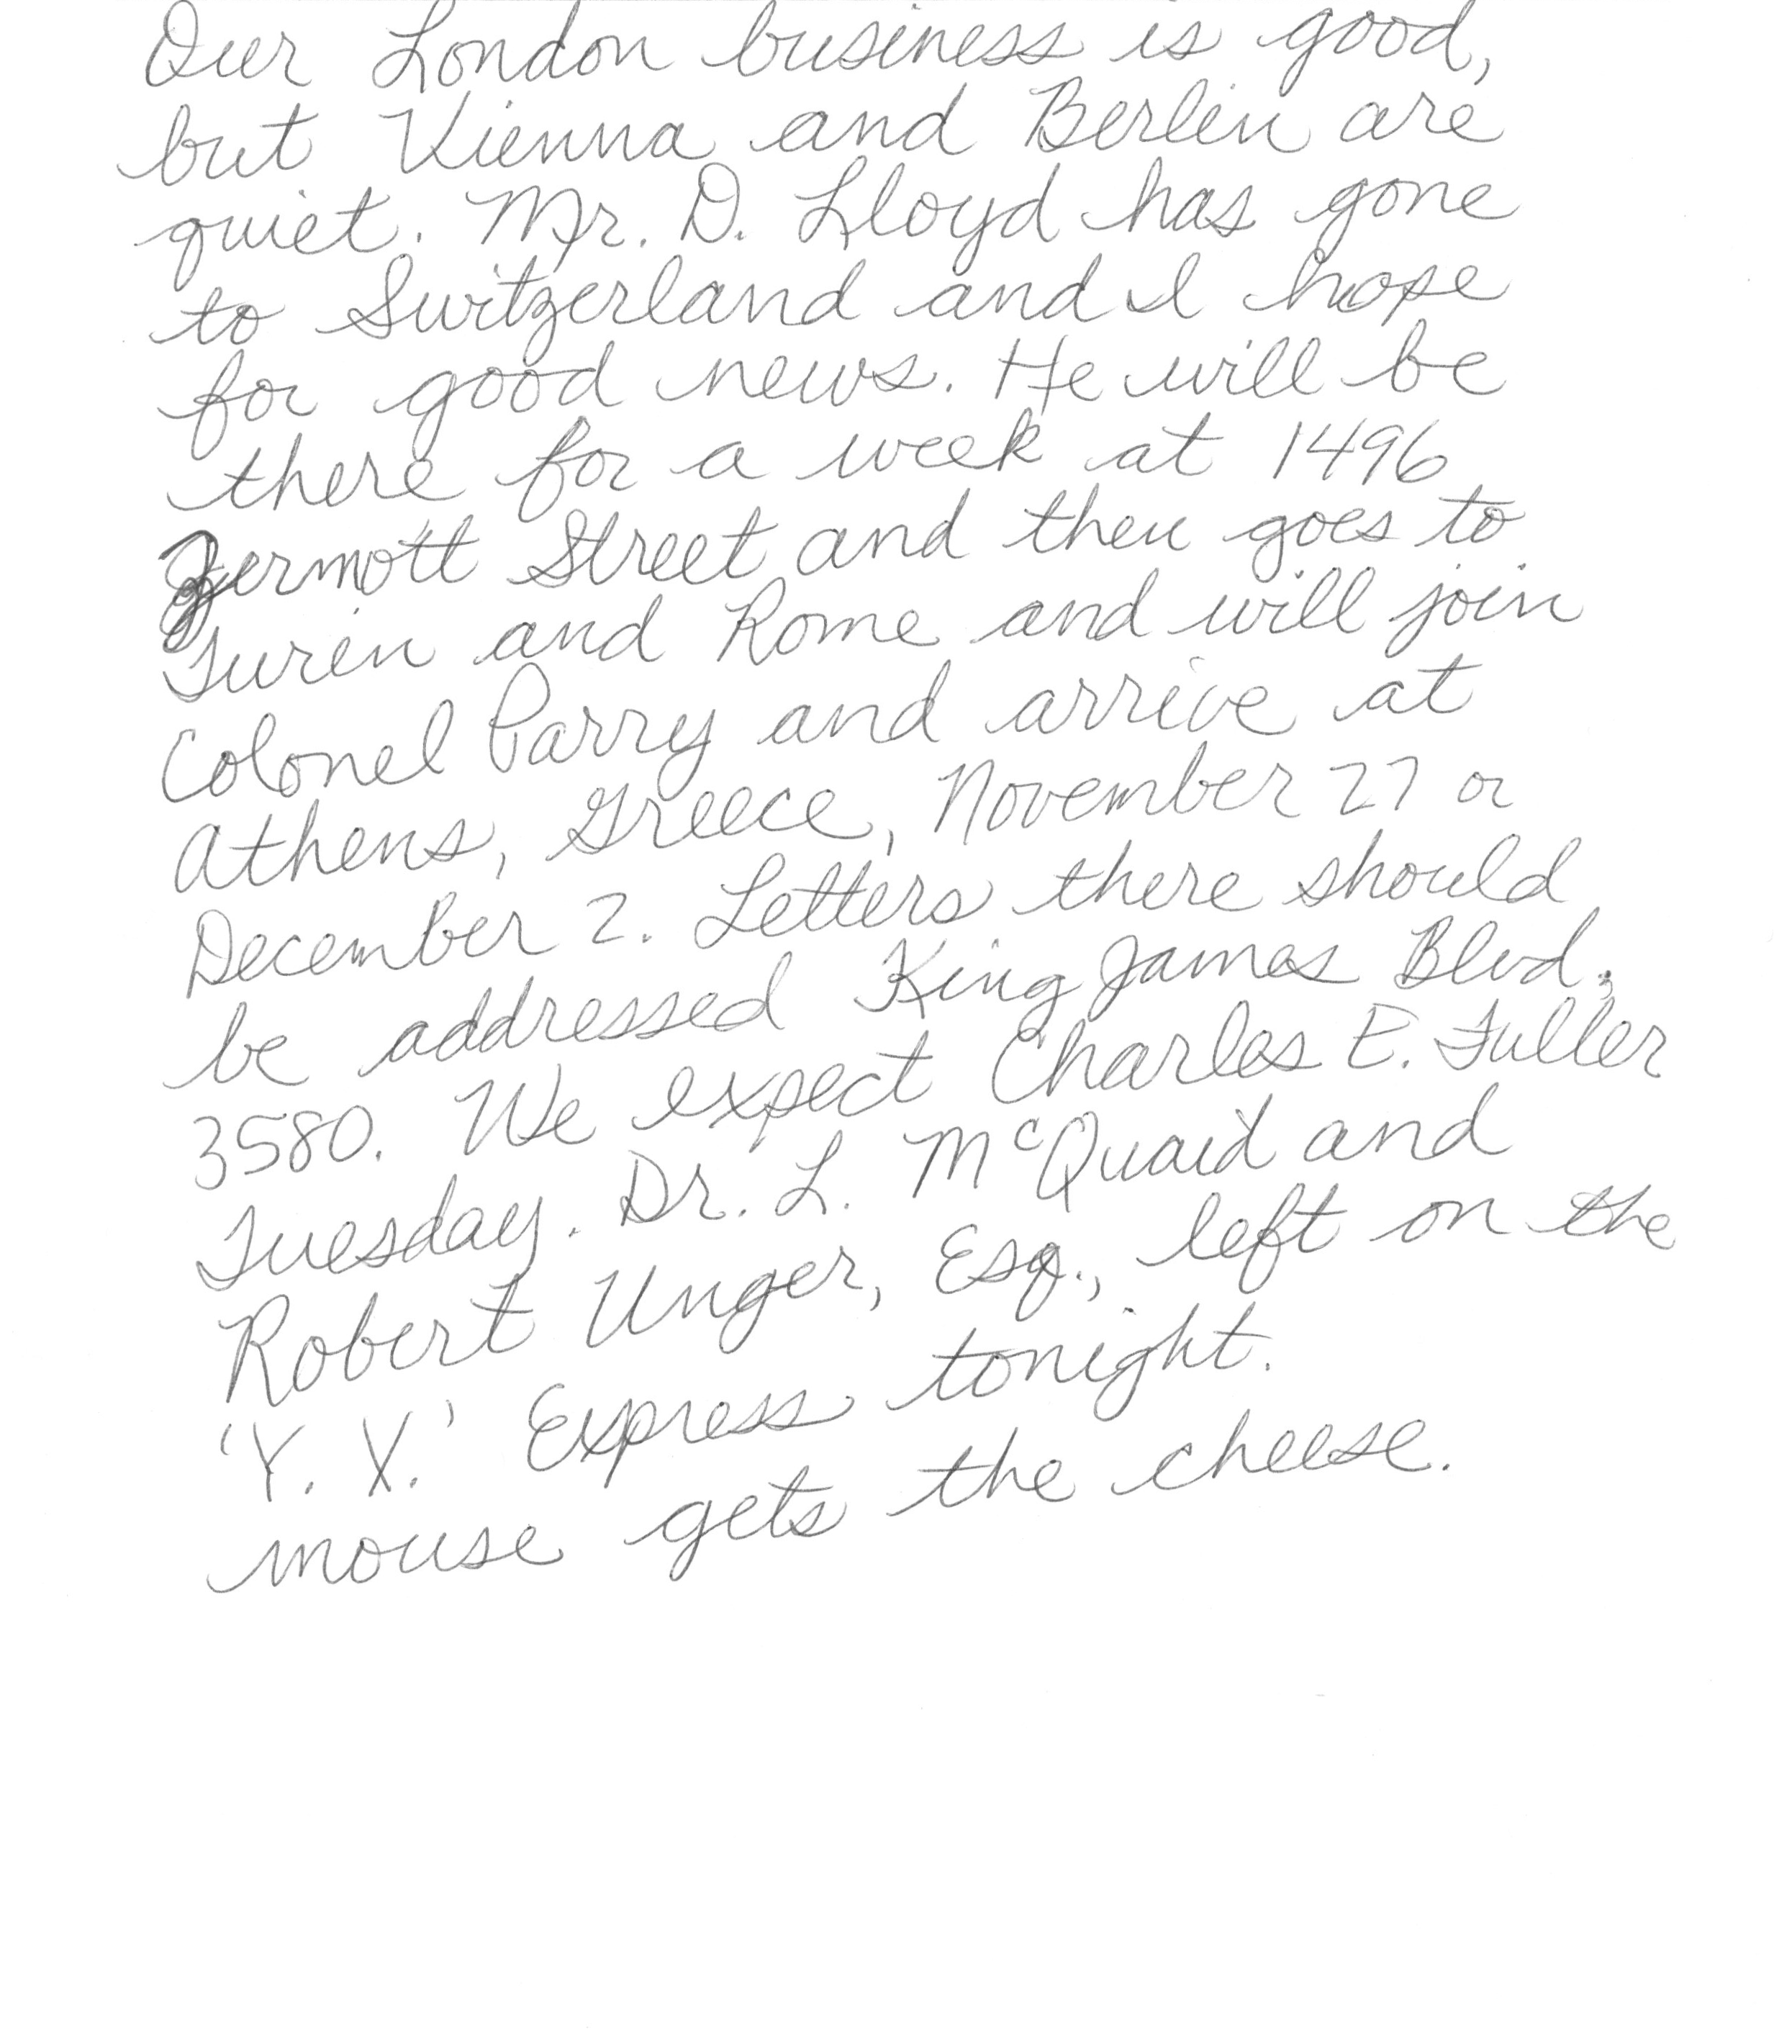 Our London business is good,
but Vienna and Berlin are
quiet. Mr. D. Lloyd has gone
to Switzerland and I hope
for good news. He will be
there for a week at 1496
Zermott Street and then goes to
Turin and Rome and will join
Colonel Parry and arrive at
Athens, Greece, November 27 or
December 2. Letters there should
be addressed King James Blvd.
3580. We expect Charles E. Fuller
Tuesday. Dr. L. McQuaid and
Robert Unger, Esq., left on the
'Y. X.' Express tonight.
mouse gets the cheese.